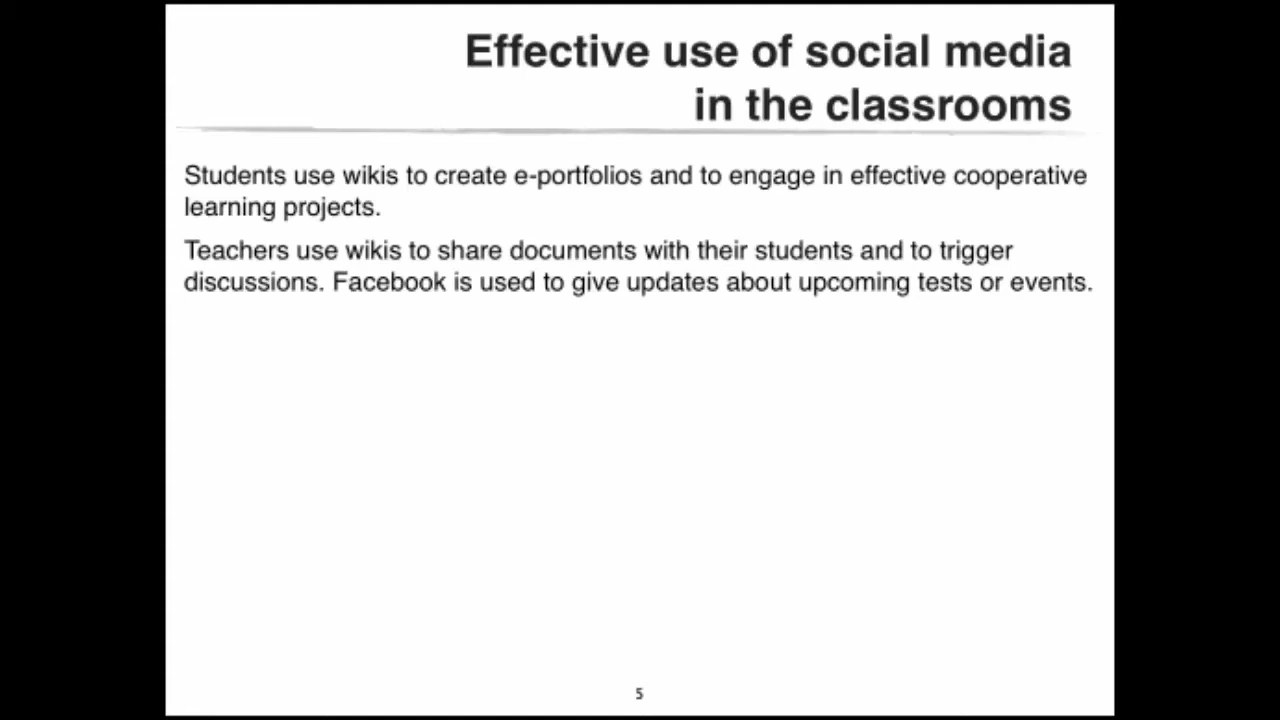 Effective use of social media
in the classrooms
Students use wikis to create e-portfolios and to engage in effective cooperative
learning projects.
Teachers use wikis to share documents with their students and to trigger
discussions. Facebook is used to give updates about upcoming tests or events.
5